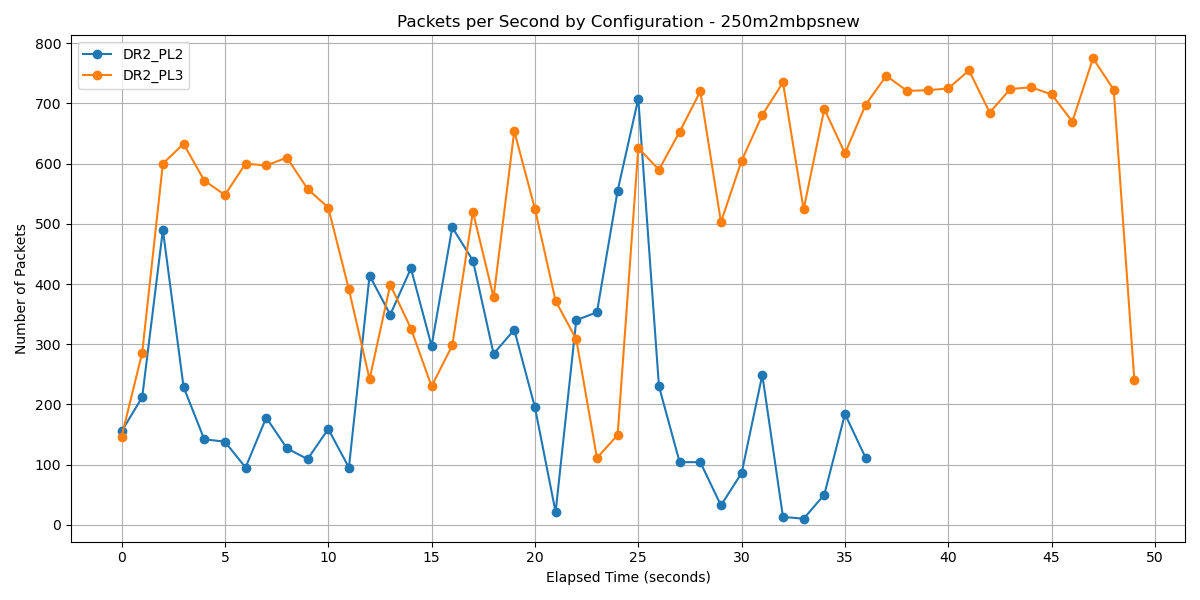 Packets per Second by Configuration - 250m2mbpsnew
DR2_PL2
DR2_PL3
Number of Packets
800
700
600
500
400
300
200
100
0
0 5 10 15 20 25 30 35 40 45 50
Elapsed Time (seconds)